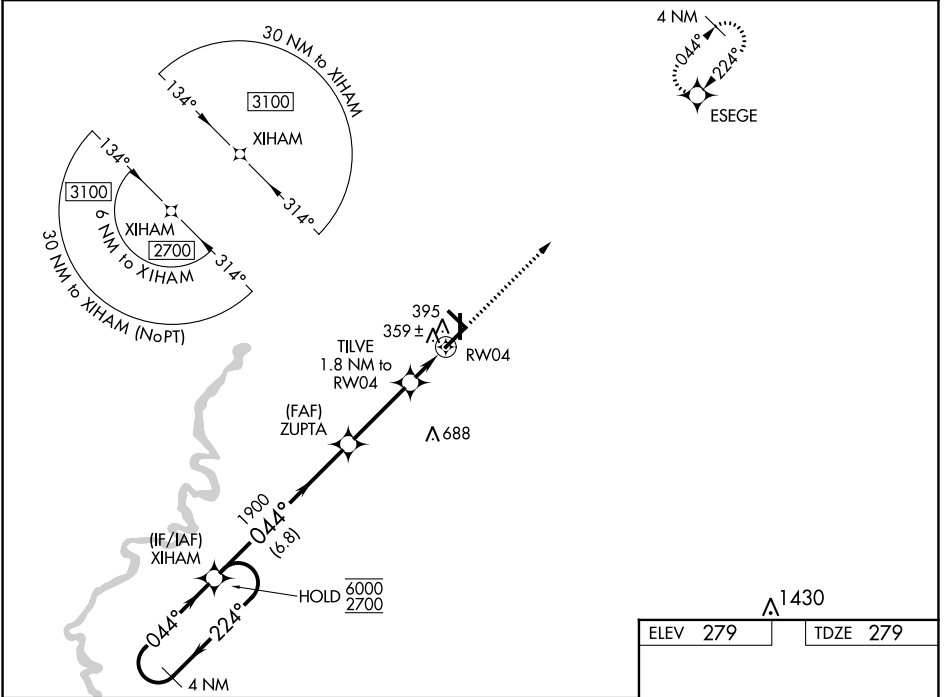 30 NM to XIHAM
134°
3100
XIHAM
314°
4 NM
044°
224°
ESEGE
134°
3100
XIHAM
2700
6 NM to XIHAM
314°
30 NM to XIHAM (NoPT)
395
359 ±
TILVE
1.8 NM to
RW04
RW04
(FAF)
ZUPTA
688
1900
044°
(6.8)
(IF/IAF)
XIHAM
HOLD 6000
2700
044°
224°
4 NM
1430
ELEV 279
TDZE 279